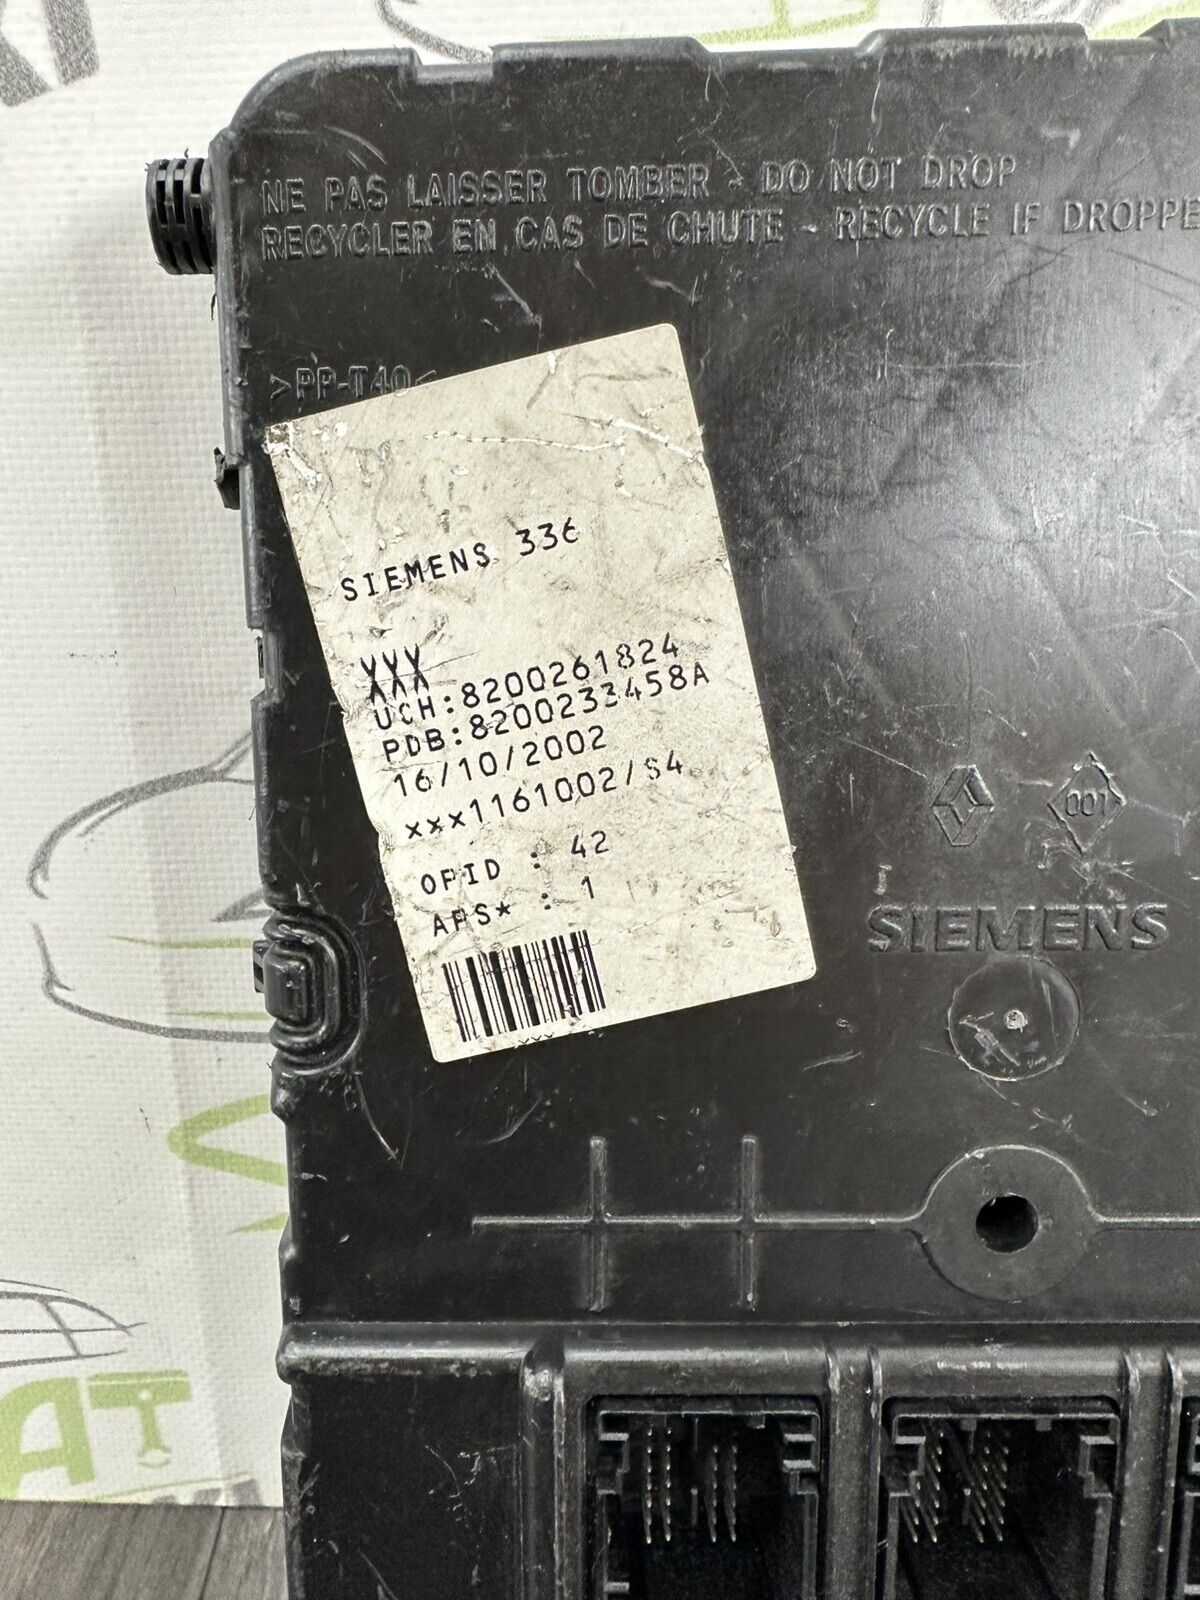 NE PAS LAISSER TOMBER - DO NOT DROP
RECYCLER EN CAS DE CHUTE - RECYCLE IF DROPPE
>PP-T40<
SIEMENS 336
XXX
UCH:8200261824
PDB:8200233458A
16/10/2002
xxx1161002/S4
OPID : 42
APS* : 1
xxx
001
SIEMENS